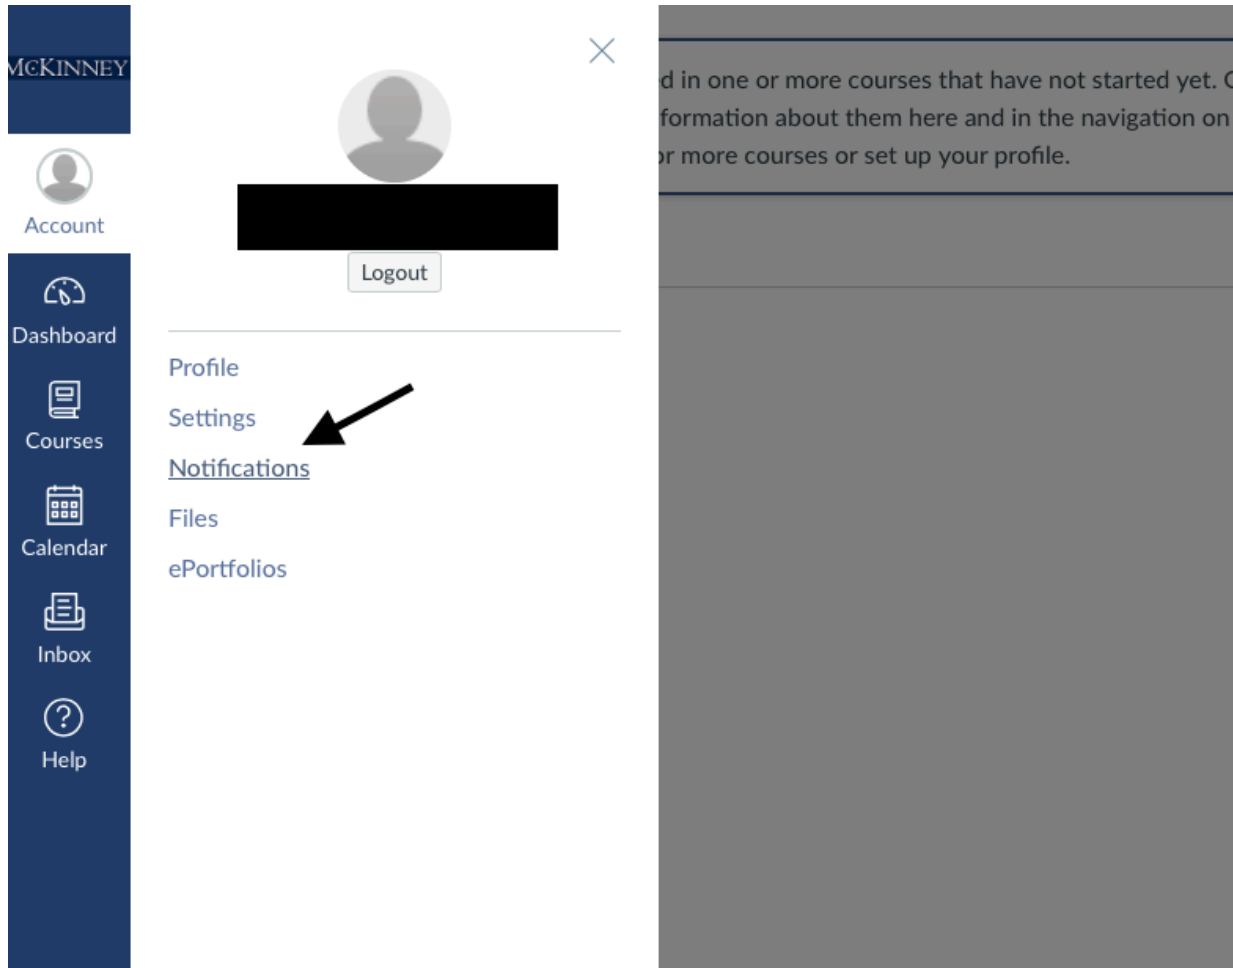 McKINNEY
Account
Dashboard
Courses
Calendar
Inbox
Help
Logout
Profile
Settings
Notifications
Files
ePortfolios
d in one or more courses that have not started yet.
formation about them here and in the navigation on
or more courses or set up your profile.